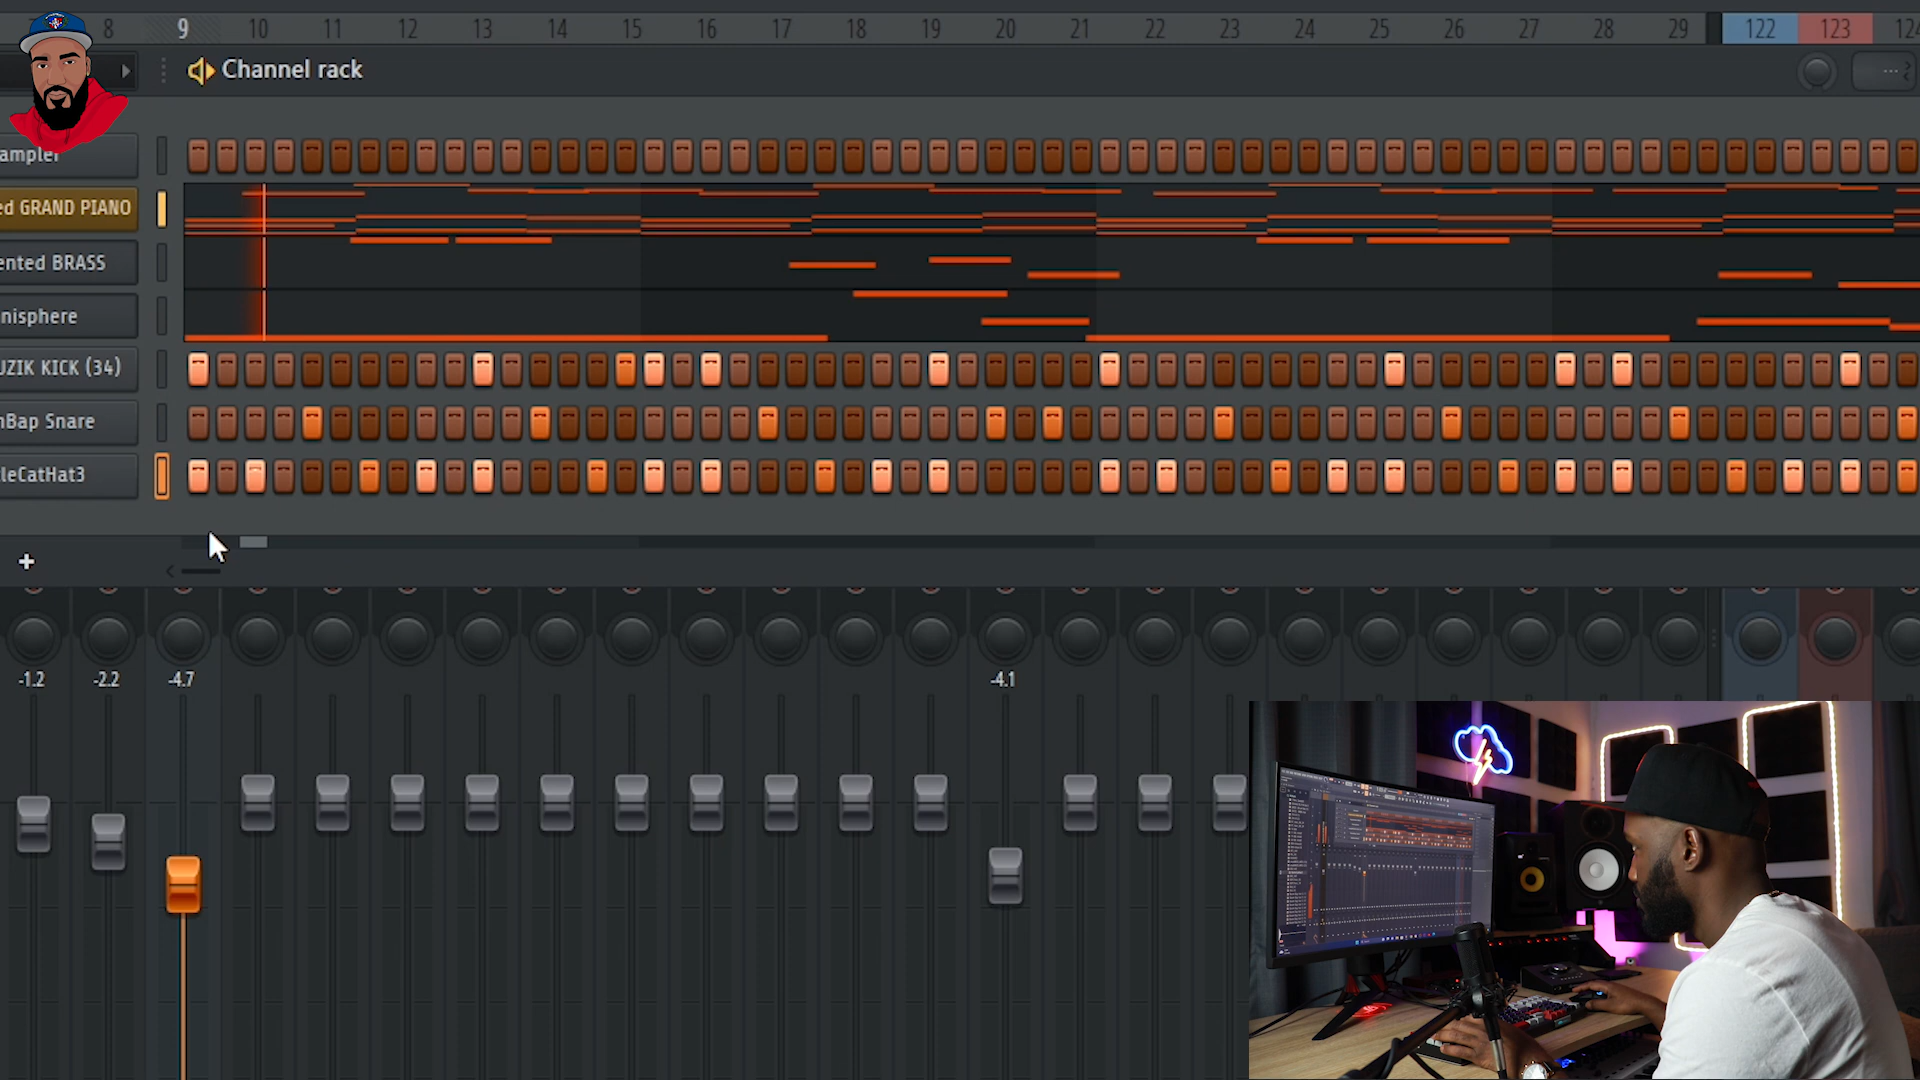 8 9 10 11 12 13 14 15 16 17 18 19 20 21 22 23 24 25 26 27 28 29 122 123 124
Channel rack
ampler
ed GRAND PIANO
ented BRASS
nisphere
UZIK KICK (34)
nBap Snare
leCatHat3
+
-1.2 -2.2 -4.7 -4.1